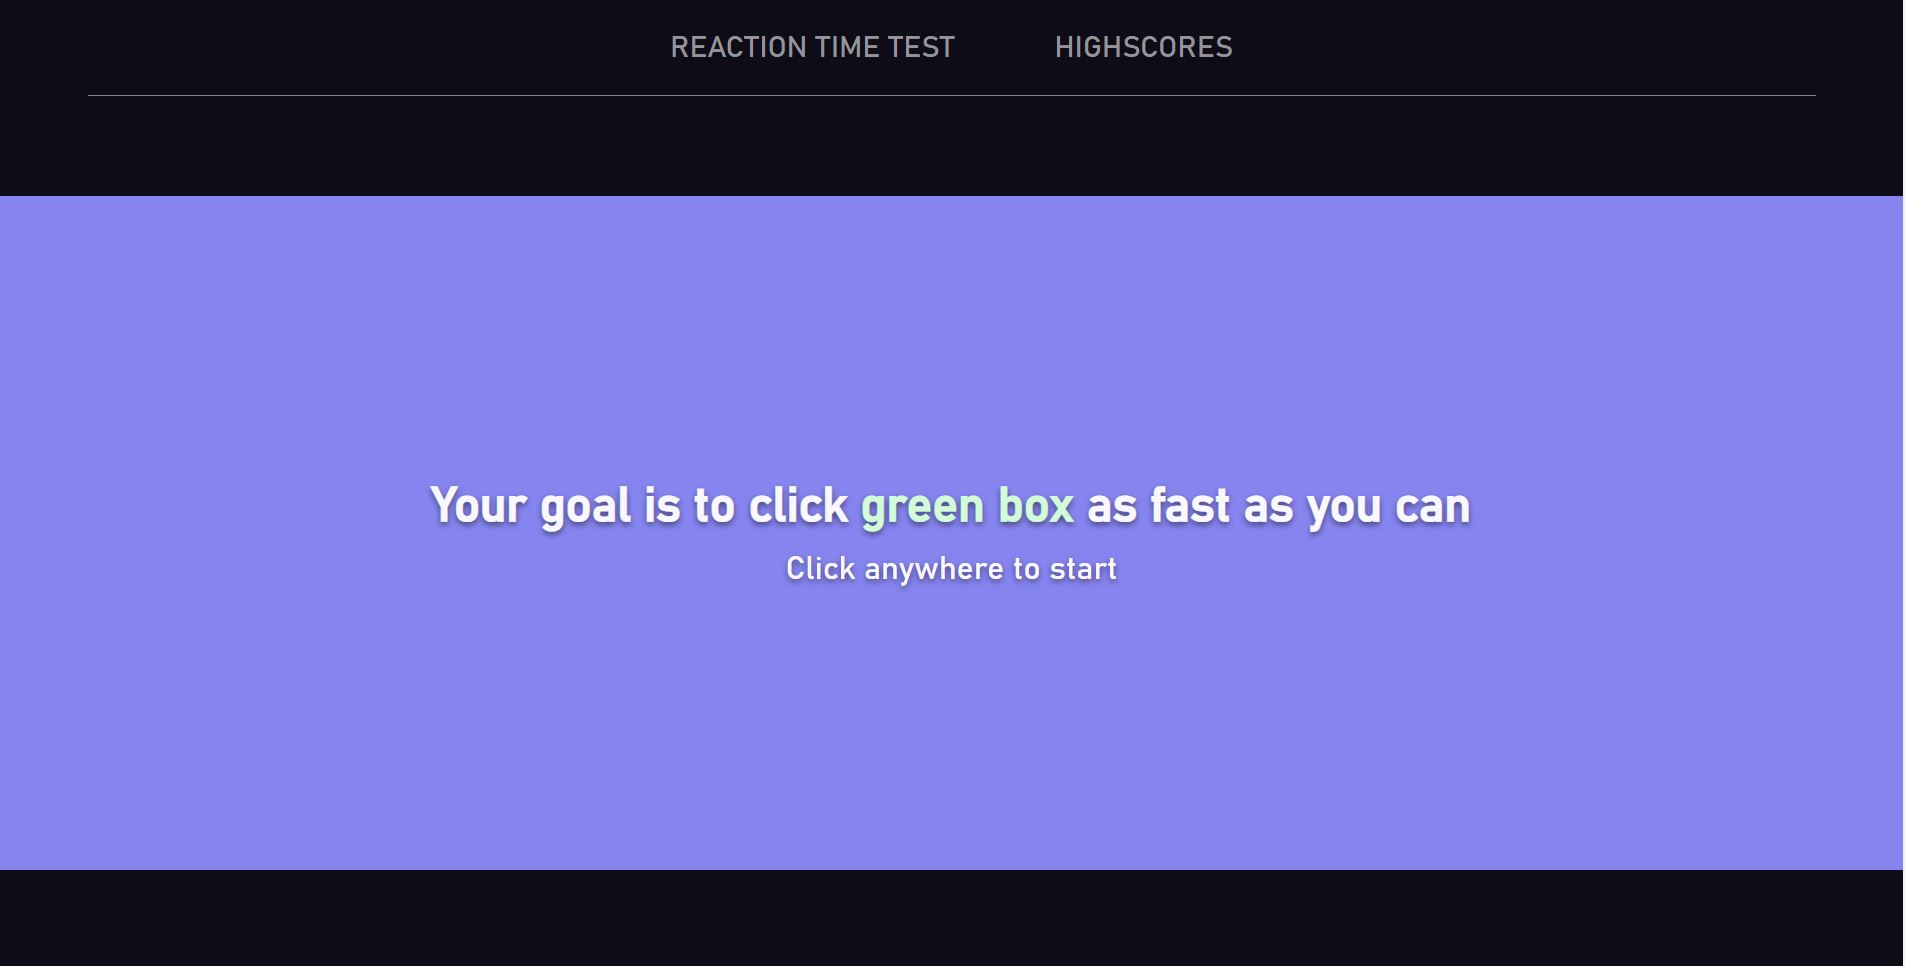 REACTION TIME TEST HIGHSCORES
Your goal is to click green box as fast as you can
Click anywhere to start